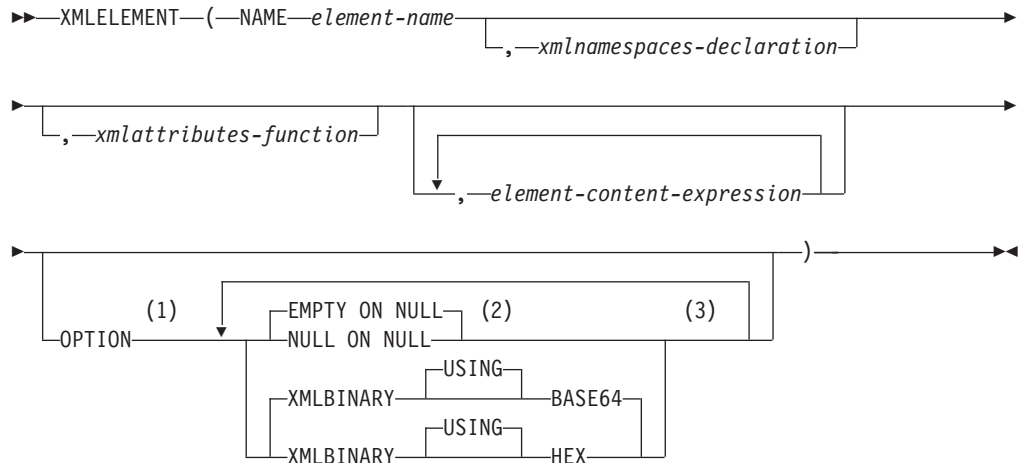 XMLELEMENT ( NAME element-name
, xmlnamespaces-declaration
, xmlattributes-function
, element-content-expression
)
(1) EMPTY ON NULL (2) (3)
OPTION NULL ON NULL
USING
XMLBINARY BASE64
USING
XMLBINARY HEX